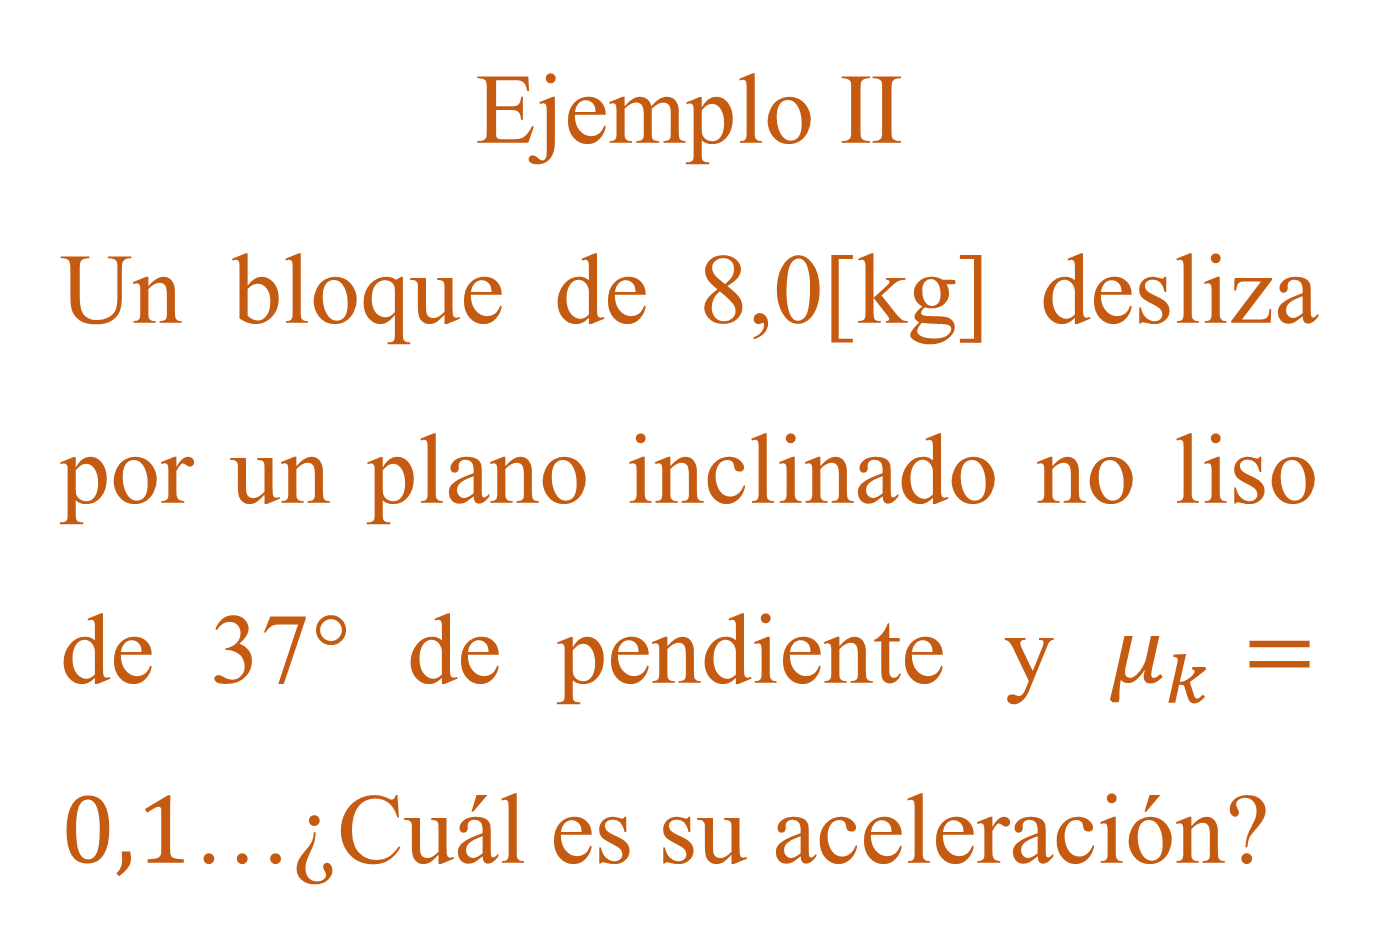 Ejemplo II
Un bloque de 8,0[kg] desliza
por un plano inclinado no liso
de 37° de pendiente y μₖ =
0,1…¿Cuál es su aceleración?